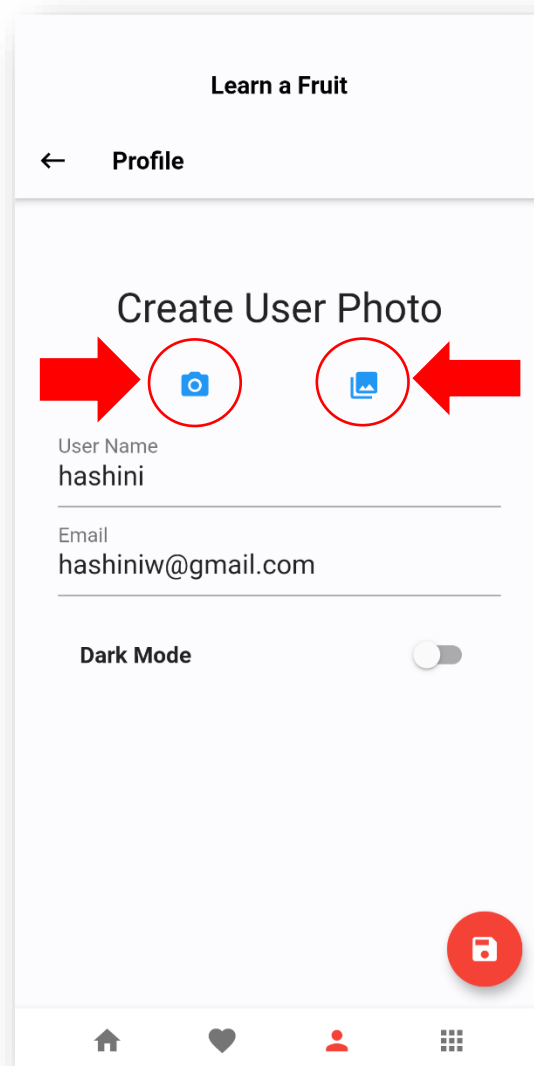 Learn a Fruit
Profile
Create User Photo
User Name
hashini
Email
hashiniw@gmail.com
Dark Mode